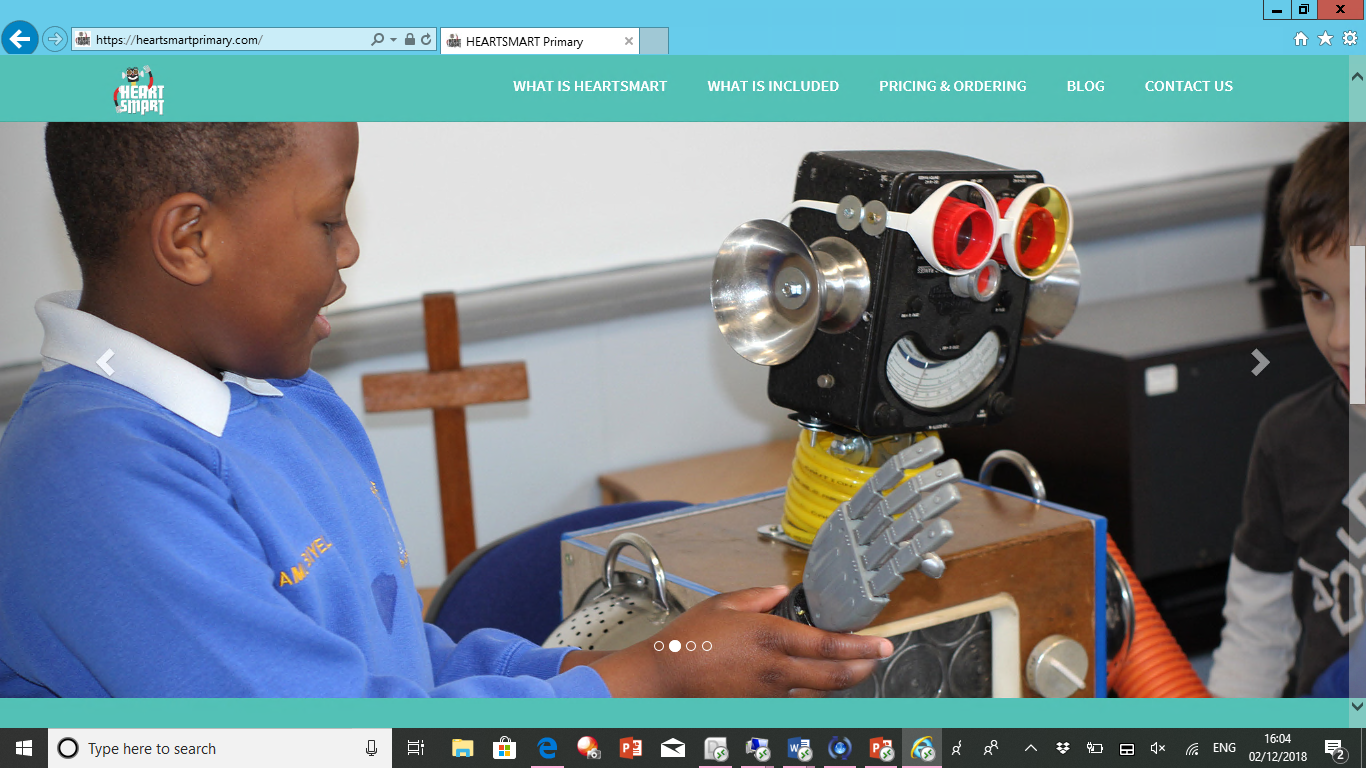 https://heartsmartprimary.com/
HEARTSMART Primary
HEART
SMART
WHAT IS HEARTSMART
WHAT IS INCLUDED
PRICING & ORDERING
BLOG
CONTACT US
Type here to search
ENG
16:04
02/12/2018
2